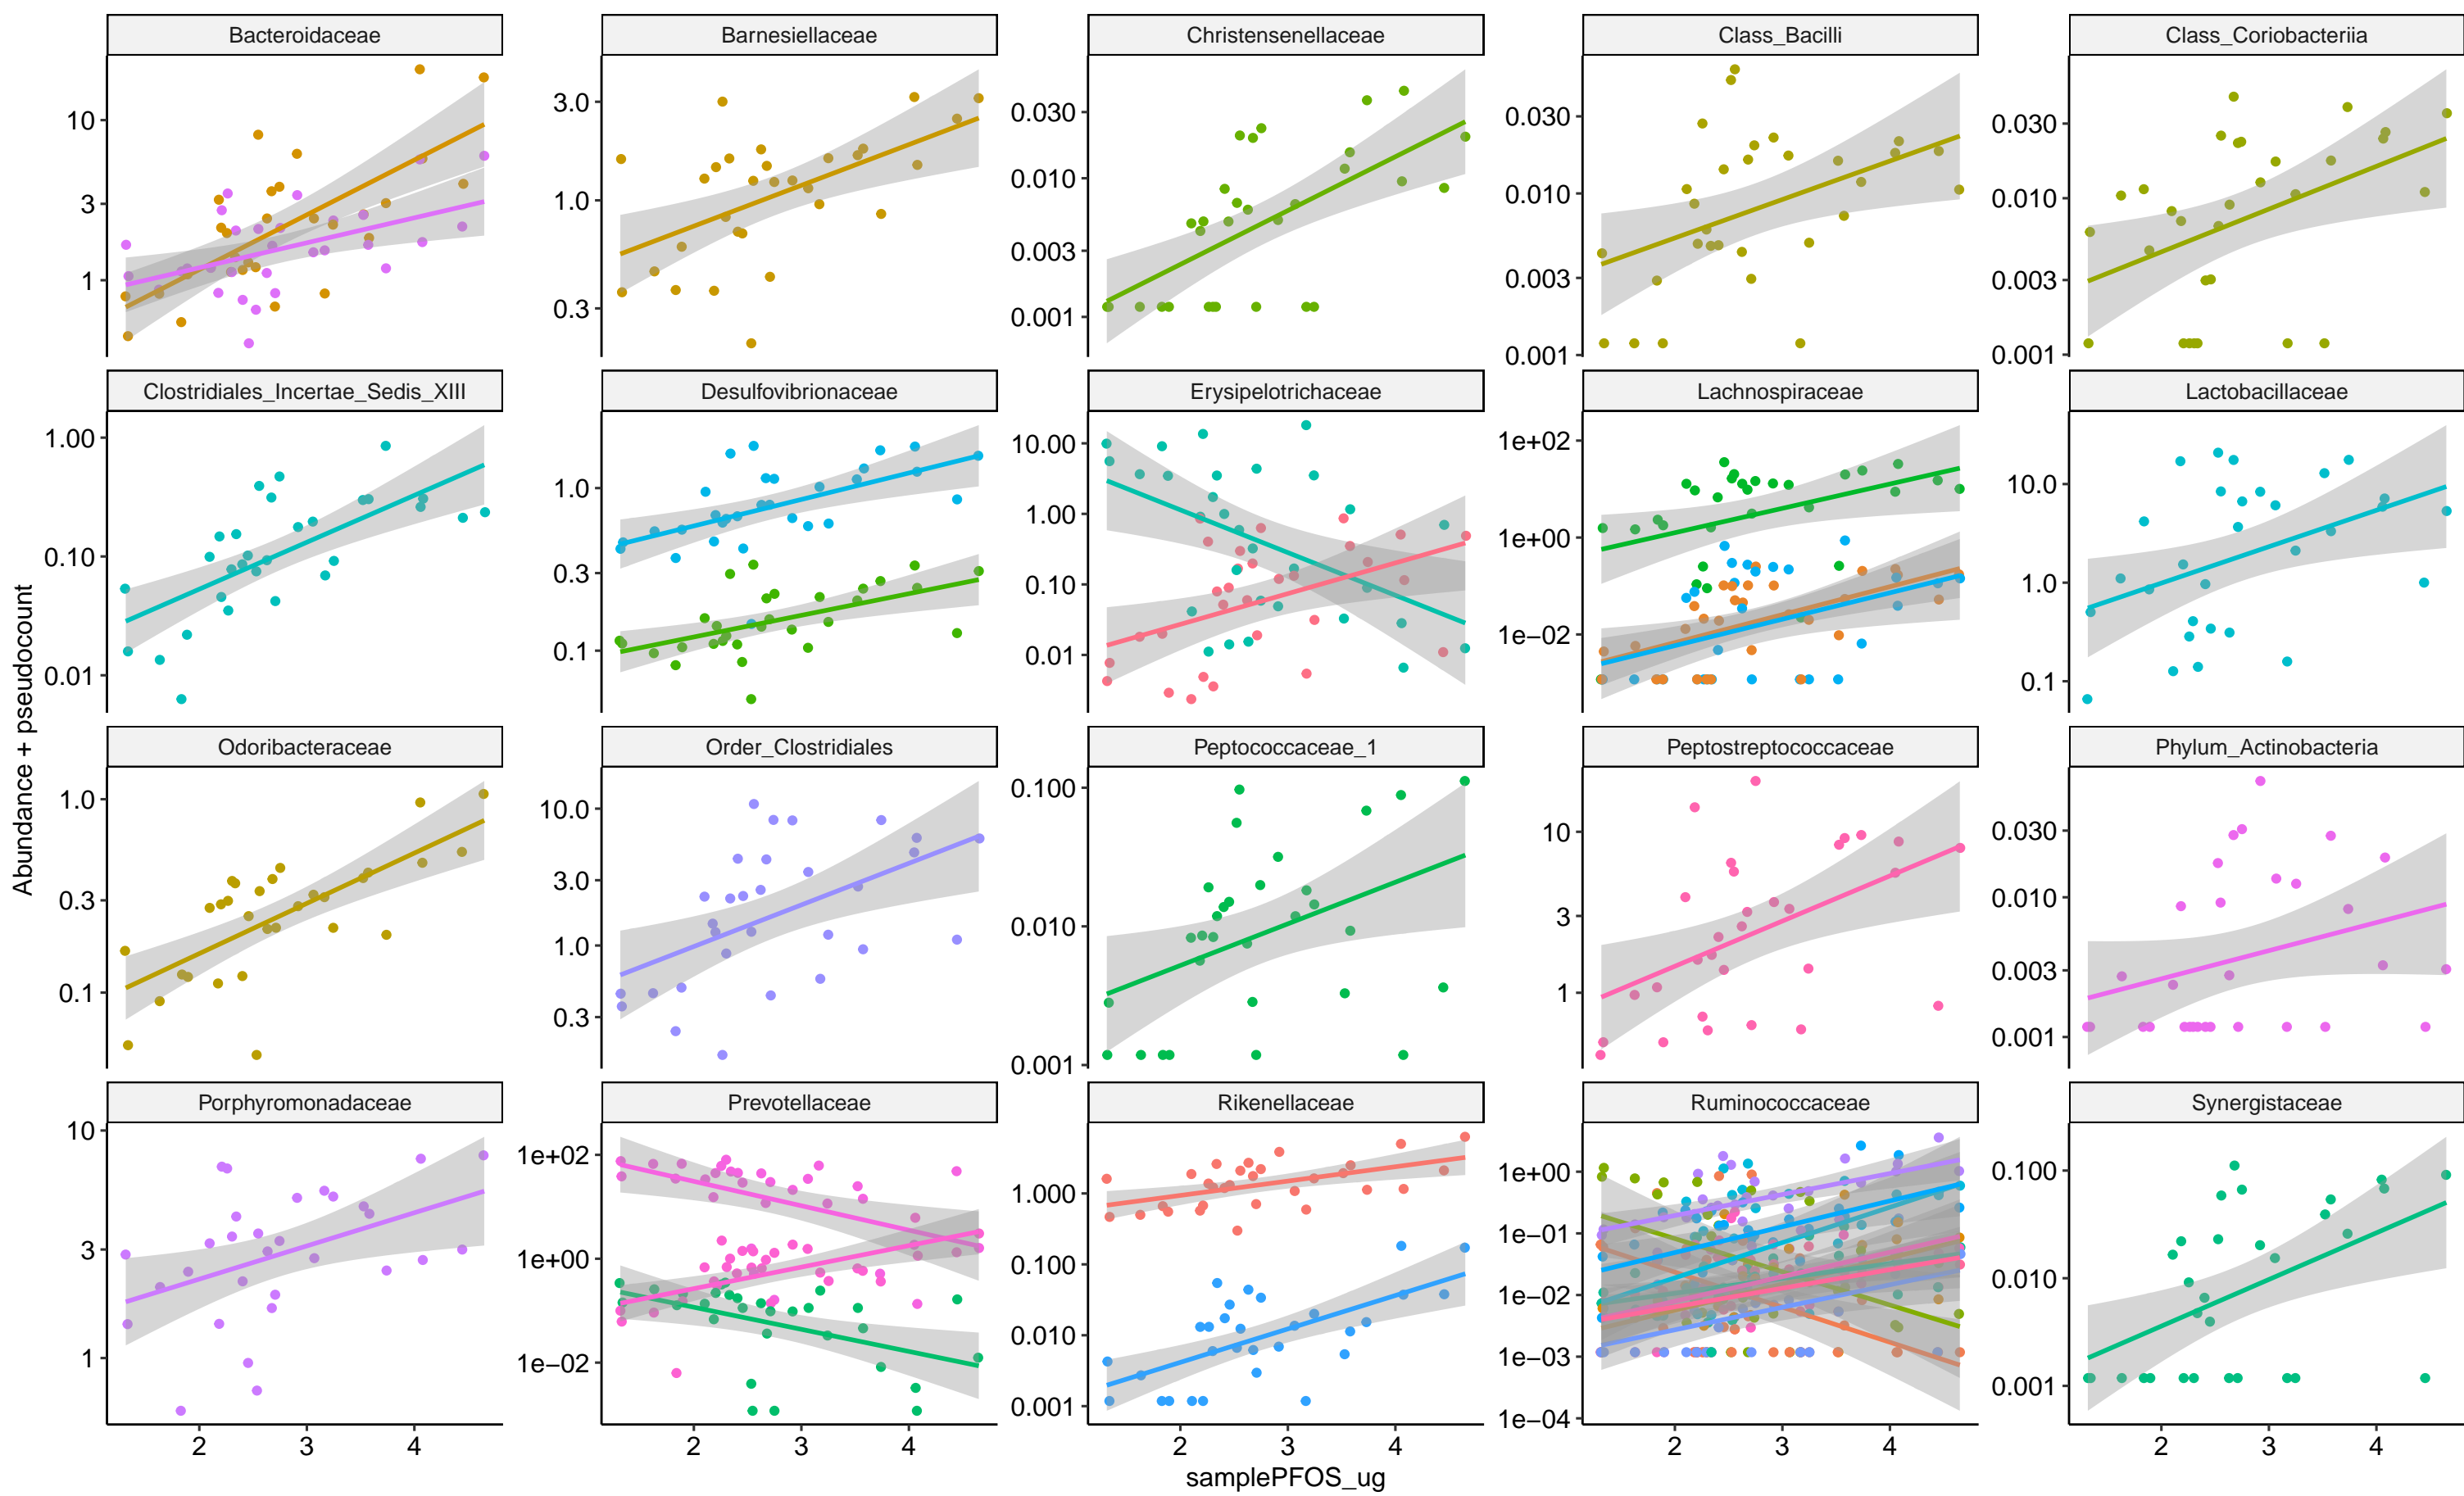 Bacteroidaceae
Barnesiellaceae
Christensenellaceae
Class_Bacilli
Class_Coriobacteriia
10
3
1
3.0
1.0
0.3
0.030
0.010
0.003
0.001
0.030
0.010
0.003
0.001
0.030
0.010
0.003
0.001
Clostridiales_Incertae_Sedis_XIII
Desulfovibrionaceae
Erysipelotrichaceae
Lachnospiraceae
Lactobacillaceae
1.00
0.10
0.01
1.0
0.3
0.1
10.00
1.00
0.10
0.01
1e+02
1e+00
1e−02
10.0
1.0
0.1
Abundance + pseudocount
Odoribacteraceae
Order_Clostridiales
Peptococcaceae_1
Peptostreptococcaceae
Phylum_Actinobacteria
1.0
0.3
0.1
10.0
3.0
1.0
0.3
0.100
0.010
0.001
10
3
1
0.030
0.010
0.003
0.001
Porphyromonadaceae
Prevotellaceae
Rikenellaceae
Ruminococcaceae
Synergistaceae
10
3
1
1e+02
1e+00
1e−02
1.000
0.100
0.010
0.001
1e+00
1e−01
1e−02
1e−03
1e−04
0.100
0.010
0.001
2 3 4
2 3 4
2 3 4
2 3 4
2 3 4
samplePFOS_ug